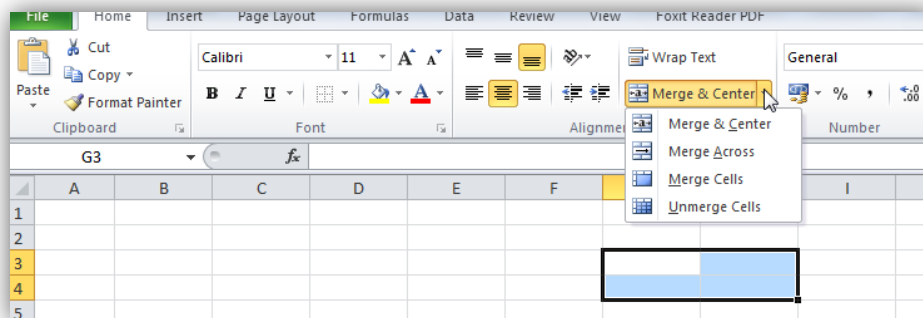 File Home Insert Page Layout Formulas Data Review View Foxit Reader PDF
Cut
Copy
Format Painter
Paste
Clipboard
Calibri 11 A A
B I U A
Font
Wrap Text
Merge & Center
Alignme
General
% , .00
Number
Merge & Center
Merge Across
Merge Cells
Unmerge Cells
G3 fx
A B C D E F I
1
2
3
4
5